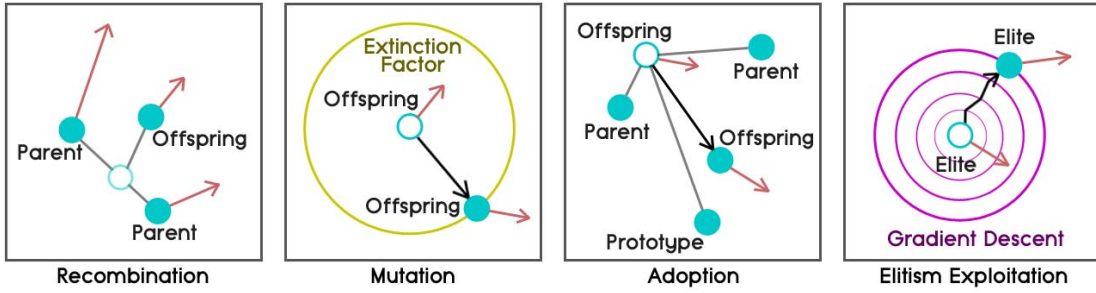 Parent
Offspring
Parent
Recombination
Extinction
Factor
Offspring
Offspring
Mutation
Offspring
Parent
Parent
Offspring
Prototype
Adoption
Elite
Elite
Gradient Descent
Elitism Exploitation